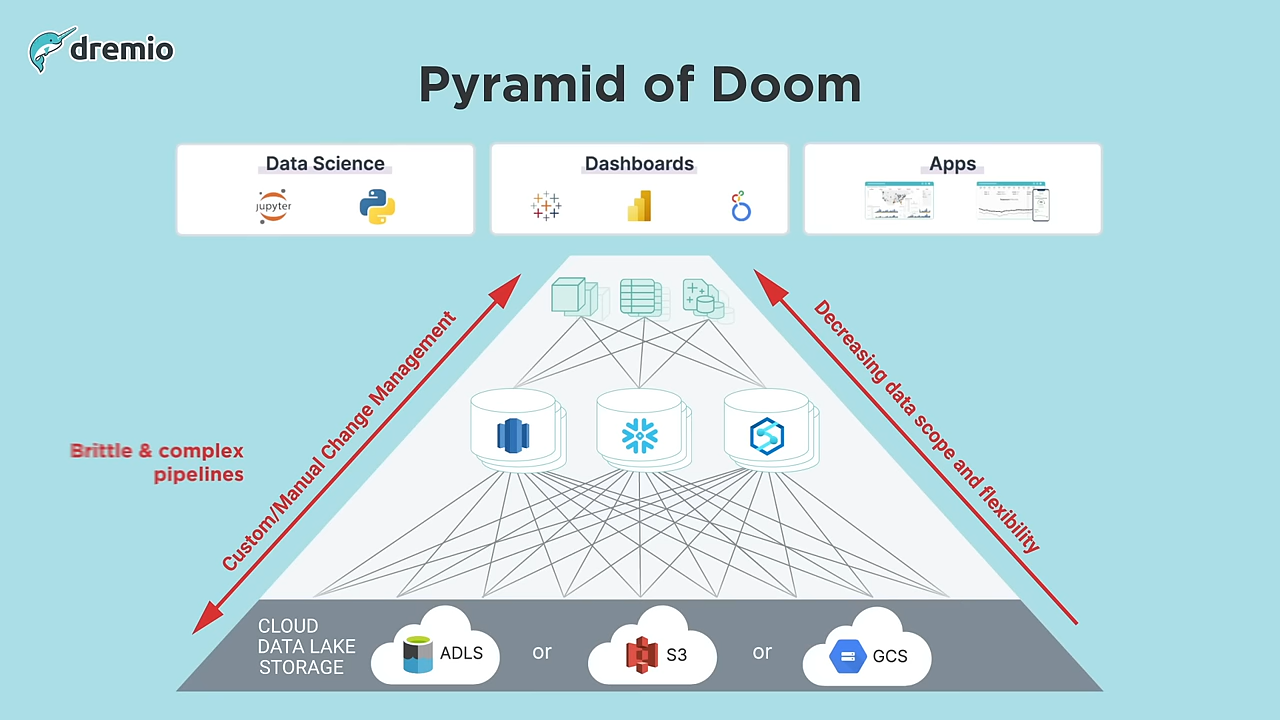 dremio
Pyramid of Doom
Data Science
Dashboards
Apps
jupyter
Custom/Manual Change Management
Decreasing data scope and flexibility
Brittle & complex
pipelines
CLOUD
DATA LAKE
STORAGE
ADLS
or
S3
or
GCS